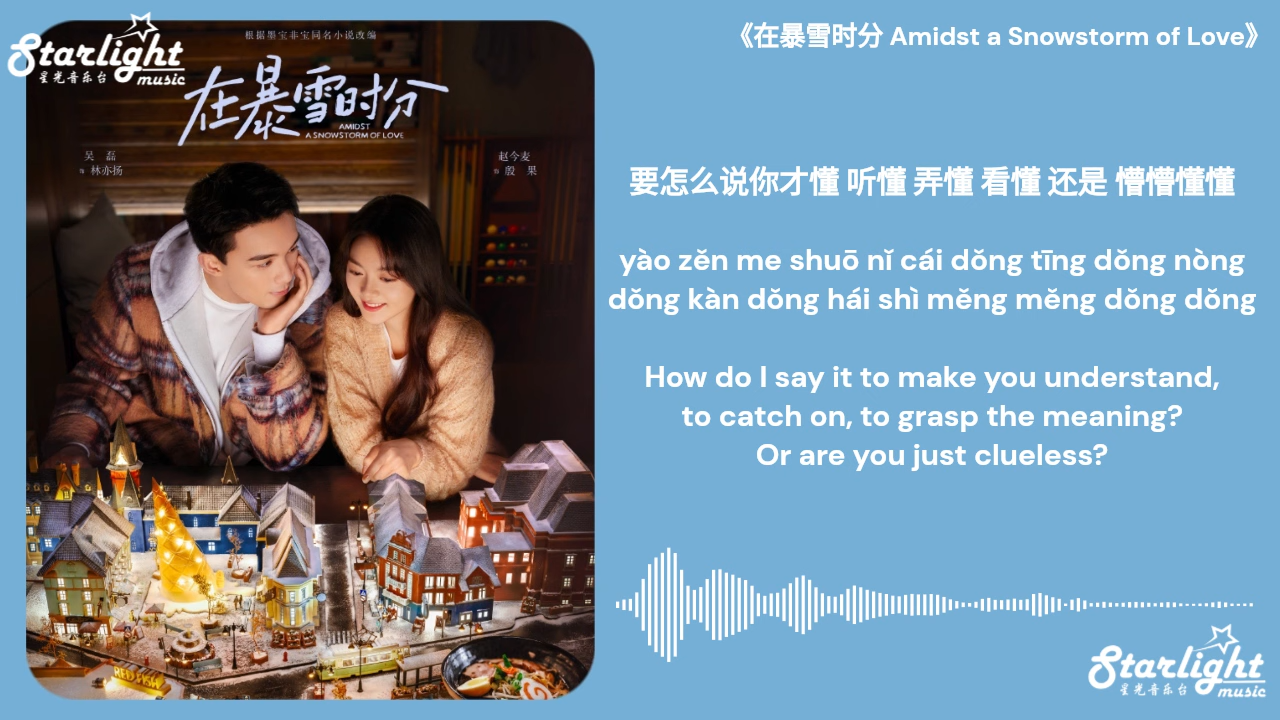 Starlight
星光音乐台 music
根据墨宝非宝同名小说改编
在暴雪时分
AMIDST
A SNOWSTORM OF LOVE
吴 磊
饰 林亦扬
赵今麦
饰 殷 果
RED FISH
《在暴雪时分 Amidst a Snowstorm of Love》
要怎么说你才懂 听懂 弄懂 看懂 还是 懵懵懂懂
yào zěn me shuō nǐ cái dǒng tīng dǒng nòng
dǒng kàn dǒng hái shì měng měng dǒng dǒng
How do I say it to make you understand,
to catch on, to grasp the meaning?
Or are you just clueless?
Starlight
星光音乐台 music